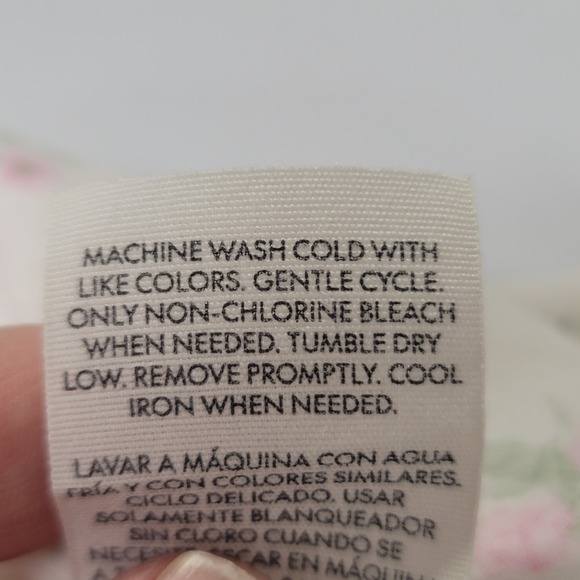 MACHINE WASH COLD WITH
LIKE COLORS. GENTLE CYCLE.
ONLY NON-CHLORINE BLEACH
WHEN NEEDED. TUMBLE DRY
LOW. REMOVE PROMPTLY. COOL
IRON WHEN NEEDED.
LAVAR A MÁQUINA CON AGUA
FRÍA Y CON COLORES SIMILARES.
CICLO DELICADO. USAR
SOLAMENTE BLANQUEADOR
SIN CLORO CUANDO SE
EN MÁQUINA